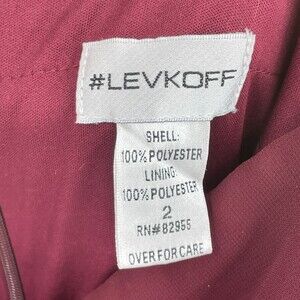 #LEVKOFF
SHELL:
100% POLYESTER
LINING:
100% POLYESTER
2
RN#82955
OVER FOR CARE